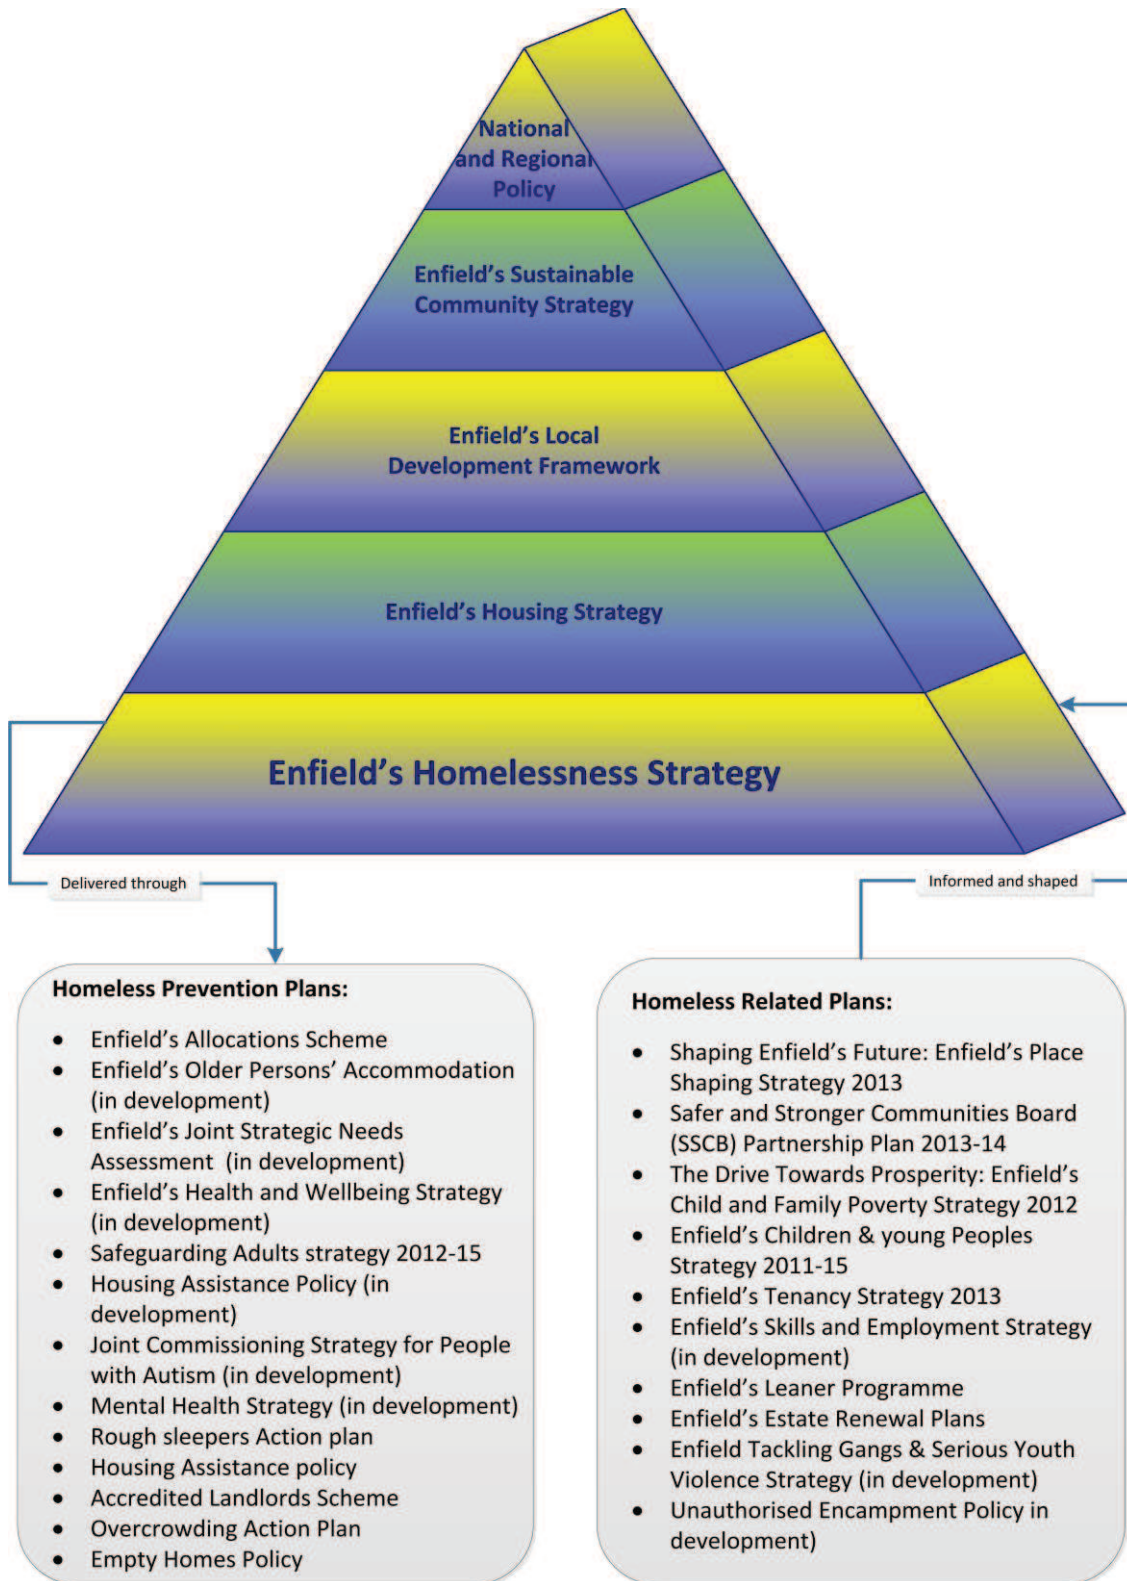 National
and Regional
Policy
Enfield’s Sustainable
Community Strategy
Enfield’s Local
Development Framework
Enfield’s Housing Strategy
Enfield’s Homelessness Strategy
Delivered through
Informed and shaped
Homeless Prevention Plans:
• Enfield’s Allocations Scheme
• Enfield’s Older Persons’ Accommodation
(in development)
• Enfield’s Joint Strategic Needs
Assessment (in development)
• Enfield’s Health and Wellbeing Strategy
(in development)
• Safeguarding Adults strategy 2012-15
• Housing Assistance Policy (in
development)
• Joint Commissioning Strategy for People
with Autism (in development)
• Mental Health Strategy (in development)
• Rough sleepers Action plan
• Housing Assistance policy
• Accredited Landlords Scheme
• Overcrowding Action Plan
• Empty Homes Policy
Homeless Related Plans:
• Shaping Enfield’s Future: Enfield’s Place
Shaping Strategy 2013
• Safer and Stronger Communities Board
(SSCB) Partnership Plan 2013-14
• The Drive Towards Prosperity: Enfield’s
Child and Family Poverty Strategy 2012
• Enfield’s Children & young Peoples
Strategy 2011-15
• Enfield’s Tenancy Strategy 2013
• Enfield’s Skills and Employment Strategy
(in development)
• Enfield’s Leaner Programme
• Enfield’s Estate Renewal Plans
• Enfield Tackling Gangs & Serious Youth
Violence Strategy (in development)
• Unauthorised Encampment Policy in
development)